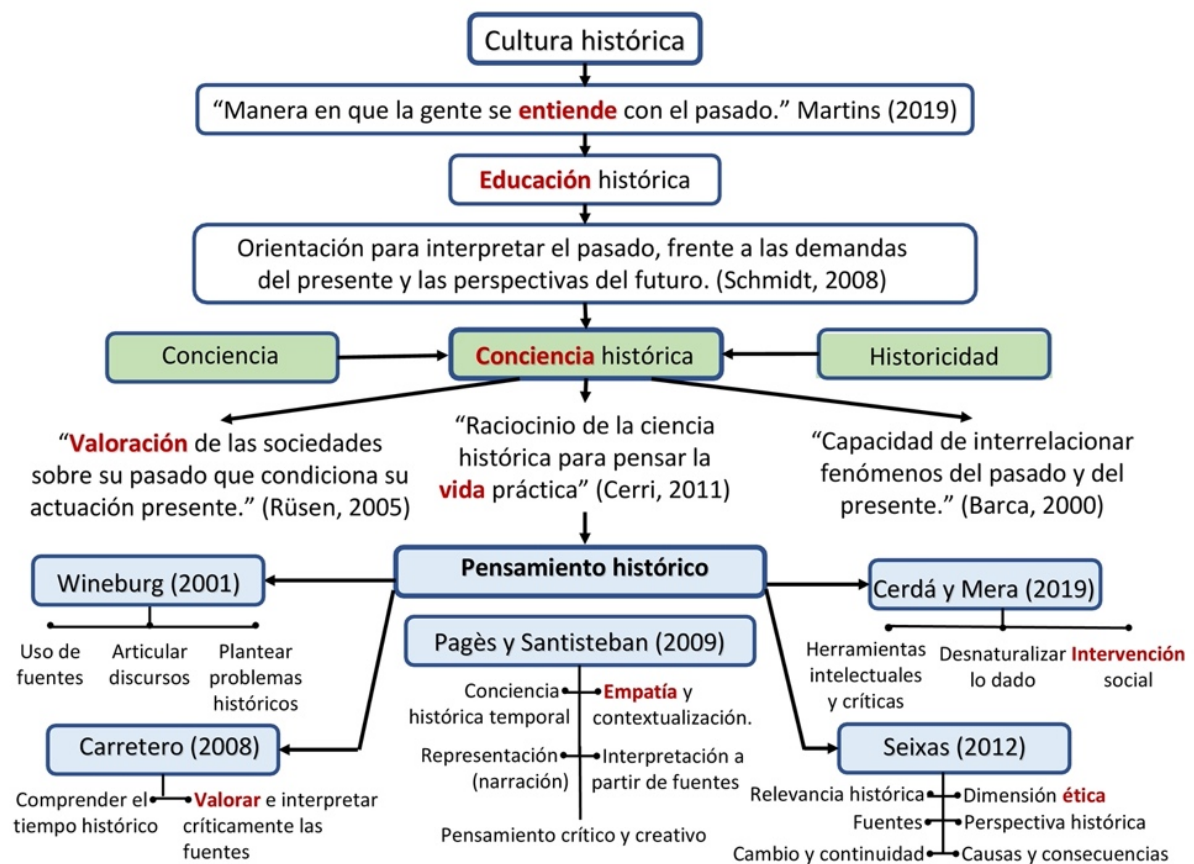 Cultura histórica
“Manera en que la gente se entiende con el pasado.” Martins (2019)
Educación histórica
Orientación para interpretar el pasado, frente a las demandas
del presente y las perspectivas del futuro. (Schmidt, 2008)
Conciencia
Conciencia histórica
Historicidad
“Valoración de las sociedades
sobre su pasado que condiciona su
actuación presente.” (Rüsen, 2005)
“Raciocinio de la ciencia
histórica para pensar la
vida práctica” (Cerri, 2011)
“Capacidad de interrelacionar
fenómenos del pasado y del
presente.” (Barca, 2000)
Pensamiento histórico
Wineburg (2001)
Uso de
fuentes
Articular
discursos
Plantear
problemas
históricos
Carretero (2008)
Comprender el
tiempo histórico
Valorar e interpretar
críticamente las
fuentes
Pagès y Santisteban (2009)
Conciencia
histórica temporal
Empatía y
contextualización.
Representación
(narración)
Interpretación a
partir de fuentes
Pensamiento crítico y creativo
Cerdá y Mera (2019)
Herramientas
intelectuales
y críticas
Desnaturalizar
lo dado
Intervención
social
Seixas (2012)
Relevancia histórica
Dimensión ética
Fuentes
Perspectiva histórica
Cambio y continuidad
Causas y consecuencias